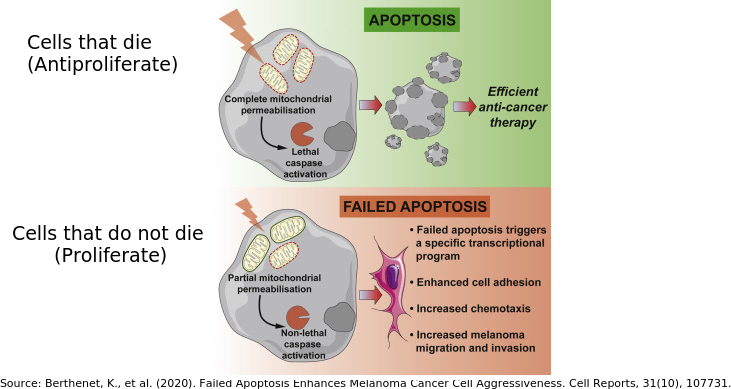 Cells that die
(Antiproliferate)
APOPTOSIS
Complete mitochondrial
permeabilisation
Lethal
caspase
activation
Efficient
anti-cancer
therapy
Cells that do not die
(Proliferate)
FAILED APOPTOSIS
Partial mitochondrial
permeabilisation
Non-lethal
caspase
activation
• Failed apoptosis triggers
a specific transcriptional
program
• Enhanced cell adhesion
• Increased chemotaxis
• Increased melanoma
migration and invasion
Source: Berthenet, K., et al. (2020). Failed Apoptosis Enhances Melanoma Cancer Cell Aggressiveness. Cell Reports, 31(10), 107731.